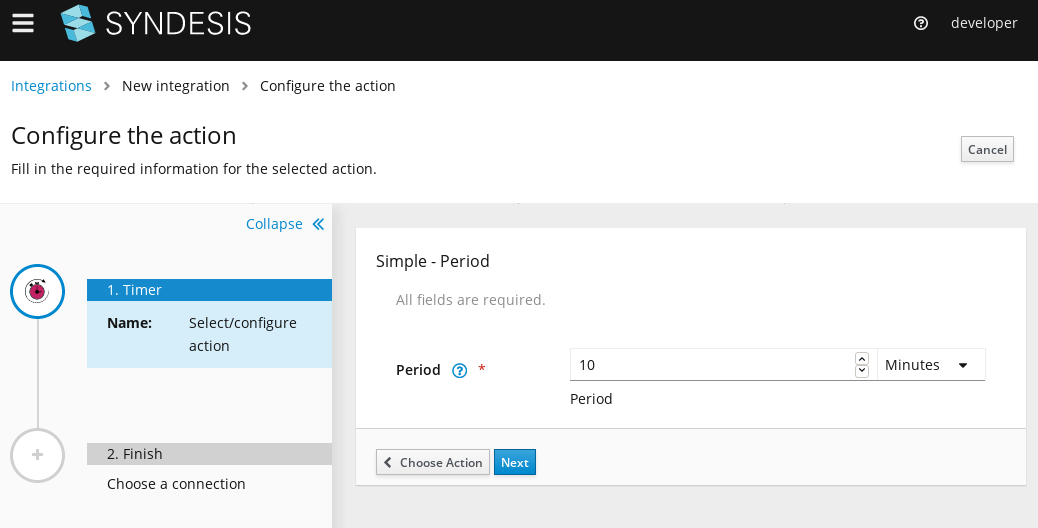 SYNDESIS
developer
Integrations New integration Configure the action
Configure the action
Cancel
Fill in the required information for the selected action.
Collapse
1. Timer
Name: Select/configure
action
2. Finish
Choose a connection
Simple - Period
All fields are required.
Period * 10 Minutes
Period
Choose Action Next